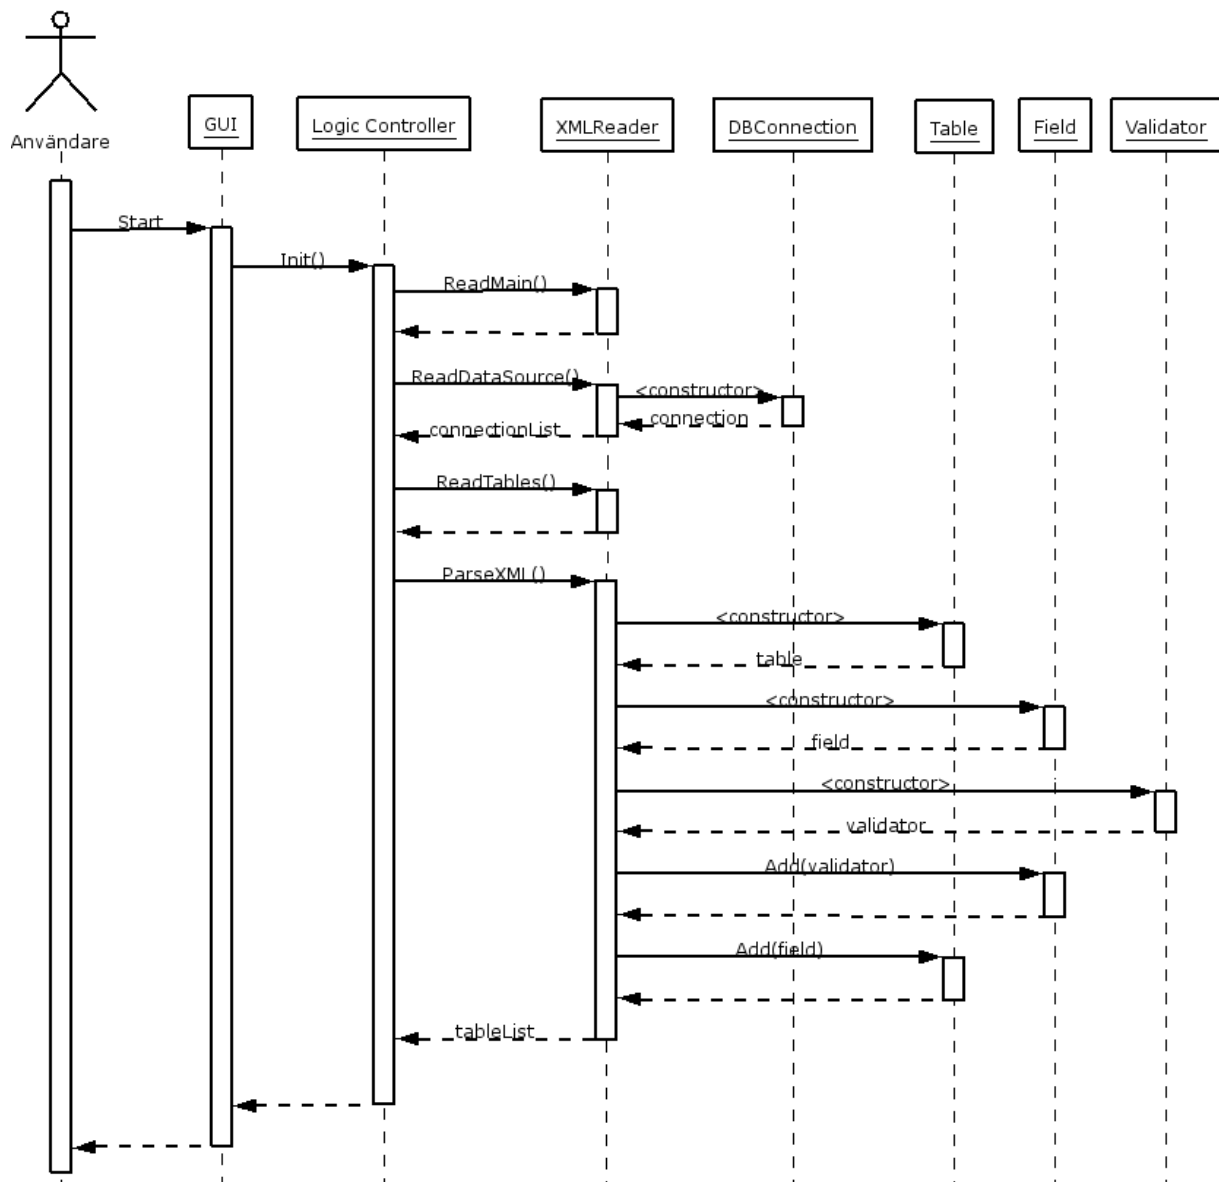 Användare
GUI
Logic Controller
XMLReader
DBConnection
Table
Field
Validator
Start
Init()
ReadMain()
ReadDataSource()
<constructor>
connection
connectionList
ReadTables()
ParseXML()
<constructor>
table
<constructor>
field
<constructor>
validator
Add(validator)
Add(field)
tableList